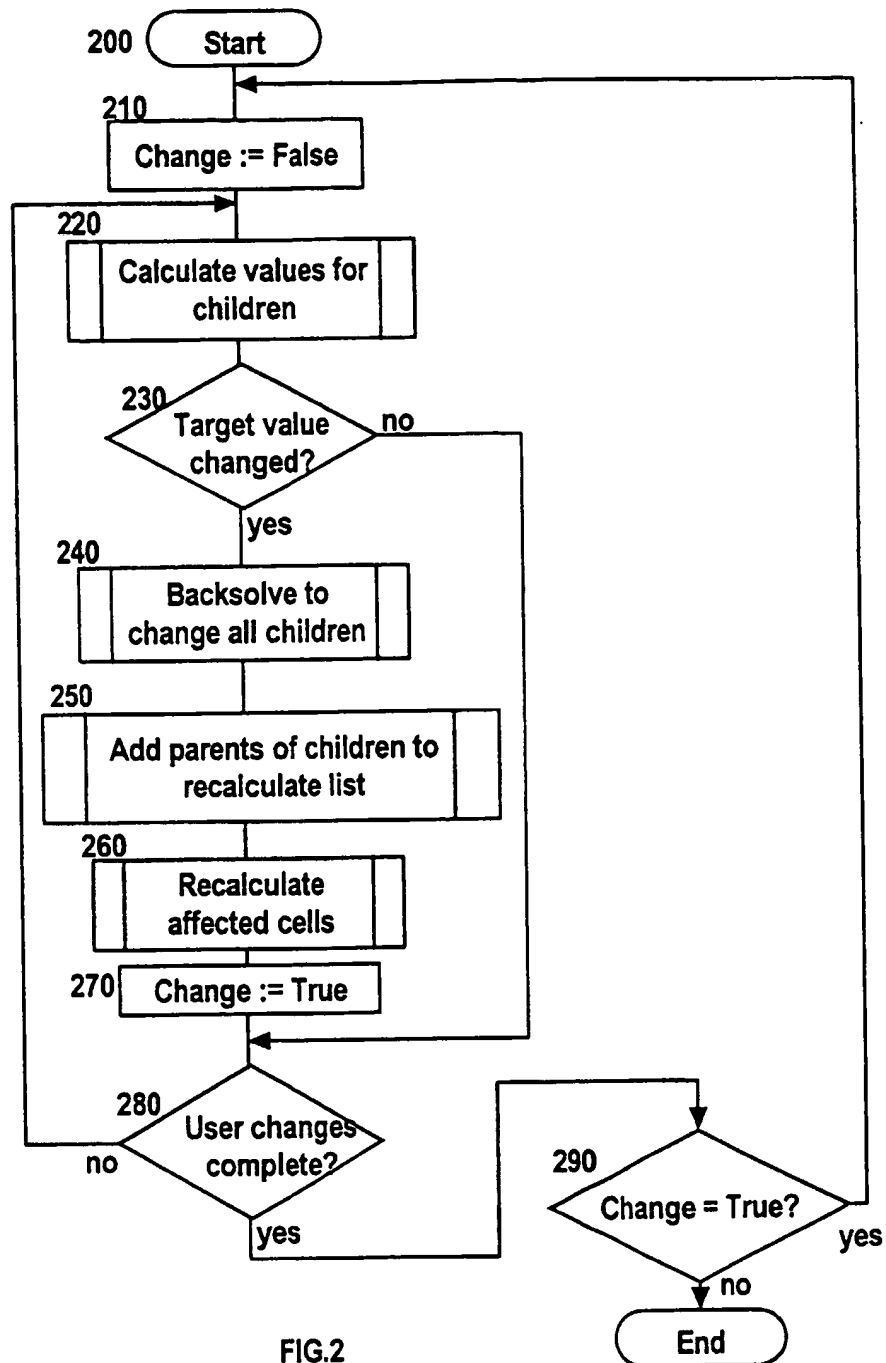 200
Start
210
Change := False
220
Calculate values for
children
230
Target value
changed?
no
yes
240
Backsolve to
change all children
250
Add parents of children to
recalculate list
260
Recalculate
affected cells
270
Change := True
280
User changes
complete?
no
yes
290
Change = True?
yes
no
End
FIG.2